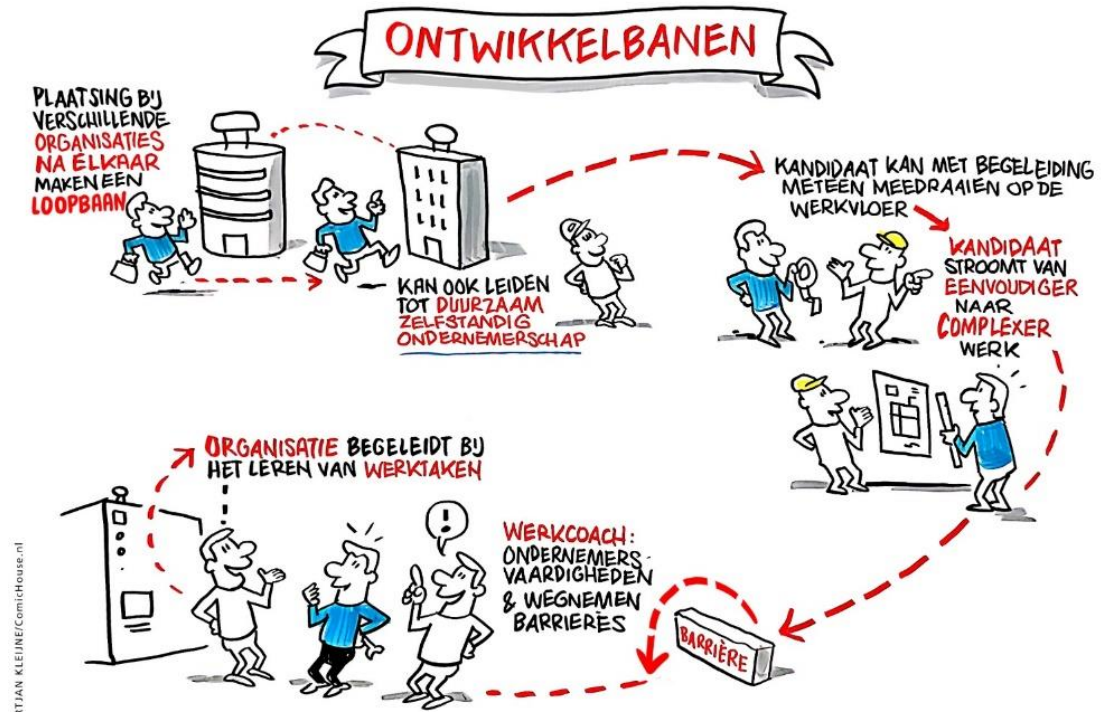 ONTWIKKELBANEN
PLAATSING BIJ
VERSCHILLENDE
ORGANISATIES
NA ELKAAR
MAKEN EEN
LOOPBAAN
KAN OOK LEIDEN
TOT DUURZAAM
ZELFSTANDIG
ONDERNEMERSCHAP
KANDIDAAT KAN MET BEGELEIDING
METEEN MEEDRAAIEN OP DE
WERKVLOER
KANDIDAAT
STROOMT VAN
EENVOUDIGER
NAAR
COMPLEXER
WERK
ORGANISATIE BEGELEIDT BIJ
HET LEREN VAN WERKTAKEN
!
WERKCOACH:
ONDERNEMERS-
VAARDIGHEDEN
& WEGNEMEN
BARRIERÈS
BARRIÈRE
RTJAN KLEIJNE/ComicHouse.nl